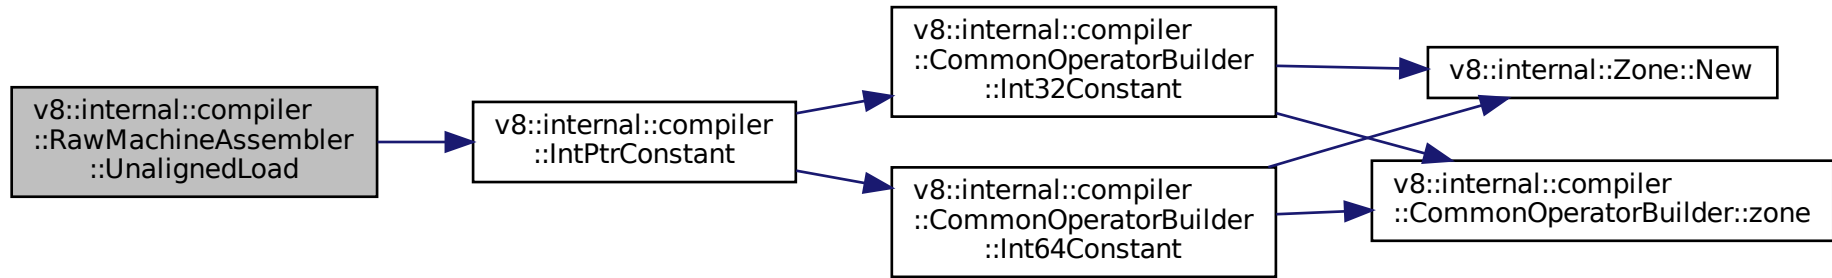 v8::internal::compiler
::RawMachineAssembler
::UnalignedLoad
v8::internal::compiler
::IntPtrConstant
v8::internal::compiler
::CommonOperatorBuilder
::Int32Constant
v8::internal::compiler
::CommonOperatorBuilder
::Int64Constant
v8::internal::Zone::New
v8::internal::compiler
::CommonOperatorBuilder::zone